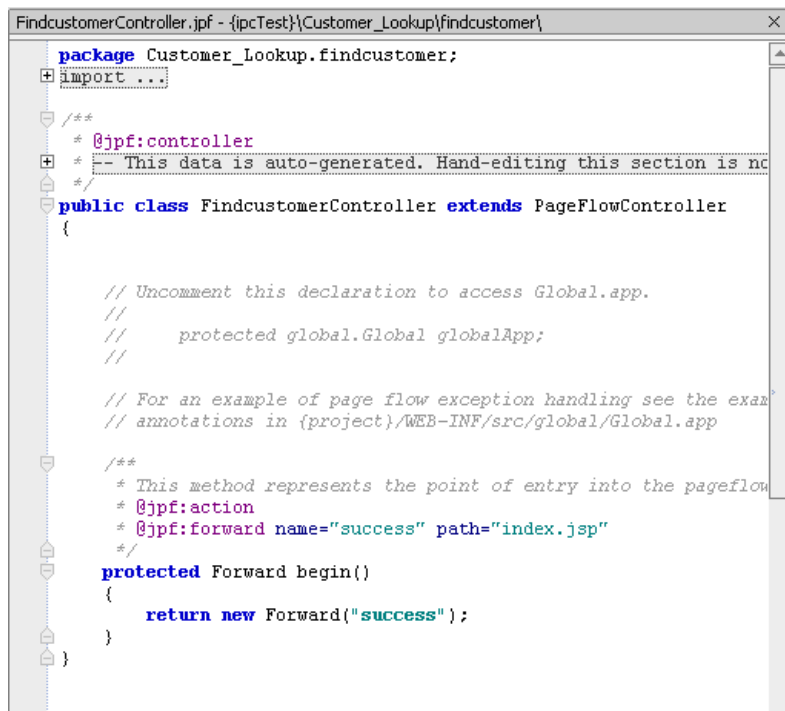 FindcustomerController.jpf - {ipcTest}\Customer_Lookup\findcustomer\
package Customer_Lookup.findcustomer;
import ...
/**
* @jpf:controller
* -- This data is auto-generated. Hand-editing this section is
*/
public class FindcustomerController extends PageFlowController
{
// Uncomment this declaration to access Global.app.
//
// protected global.Global globalApp;
//
// For an example of page flow exception handling see the
// annotations in {project}/WEB-INF/src/global/Global.app
/**
* This method represents the point of entry into the pageflow
* @jpf:action
* @jpf:forward name="success" path="index.jsp"
*/
protected Forward begin()
{
return new Forward("success");
}
}